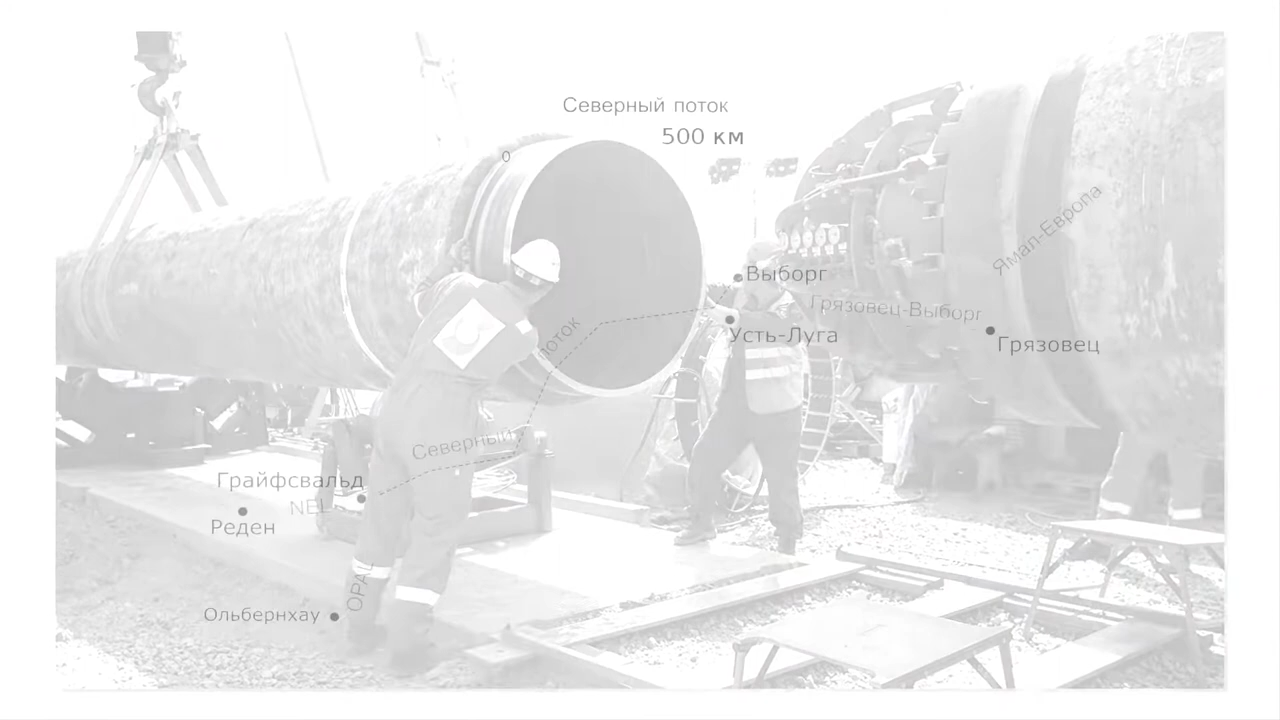 Северный поток
500 км
0
Ямал-Европа
Выборг
Грязовец-Выборг
Усть-Луга
Грязовец
поток
Северный
Грайфсвальд
NEL
Реден
OPAL
Ольбернхау